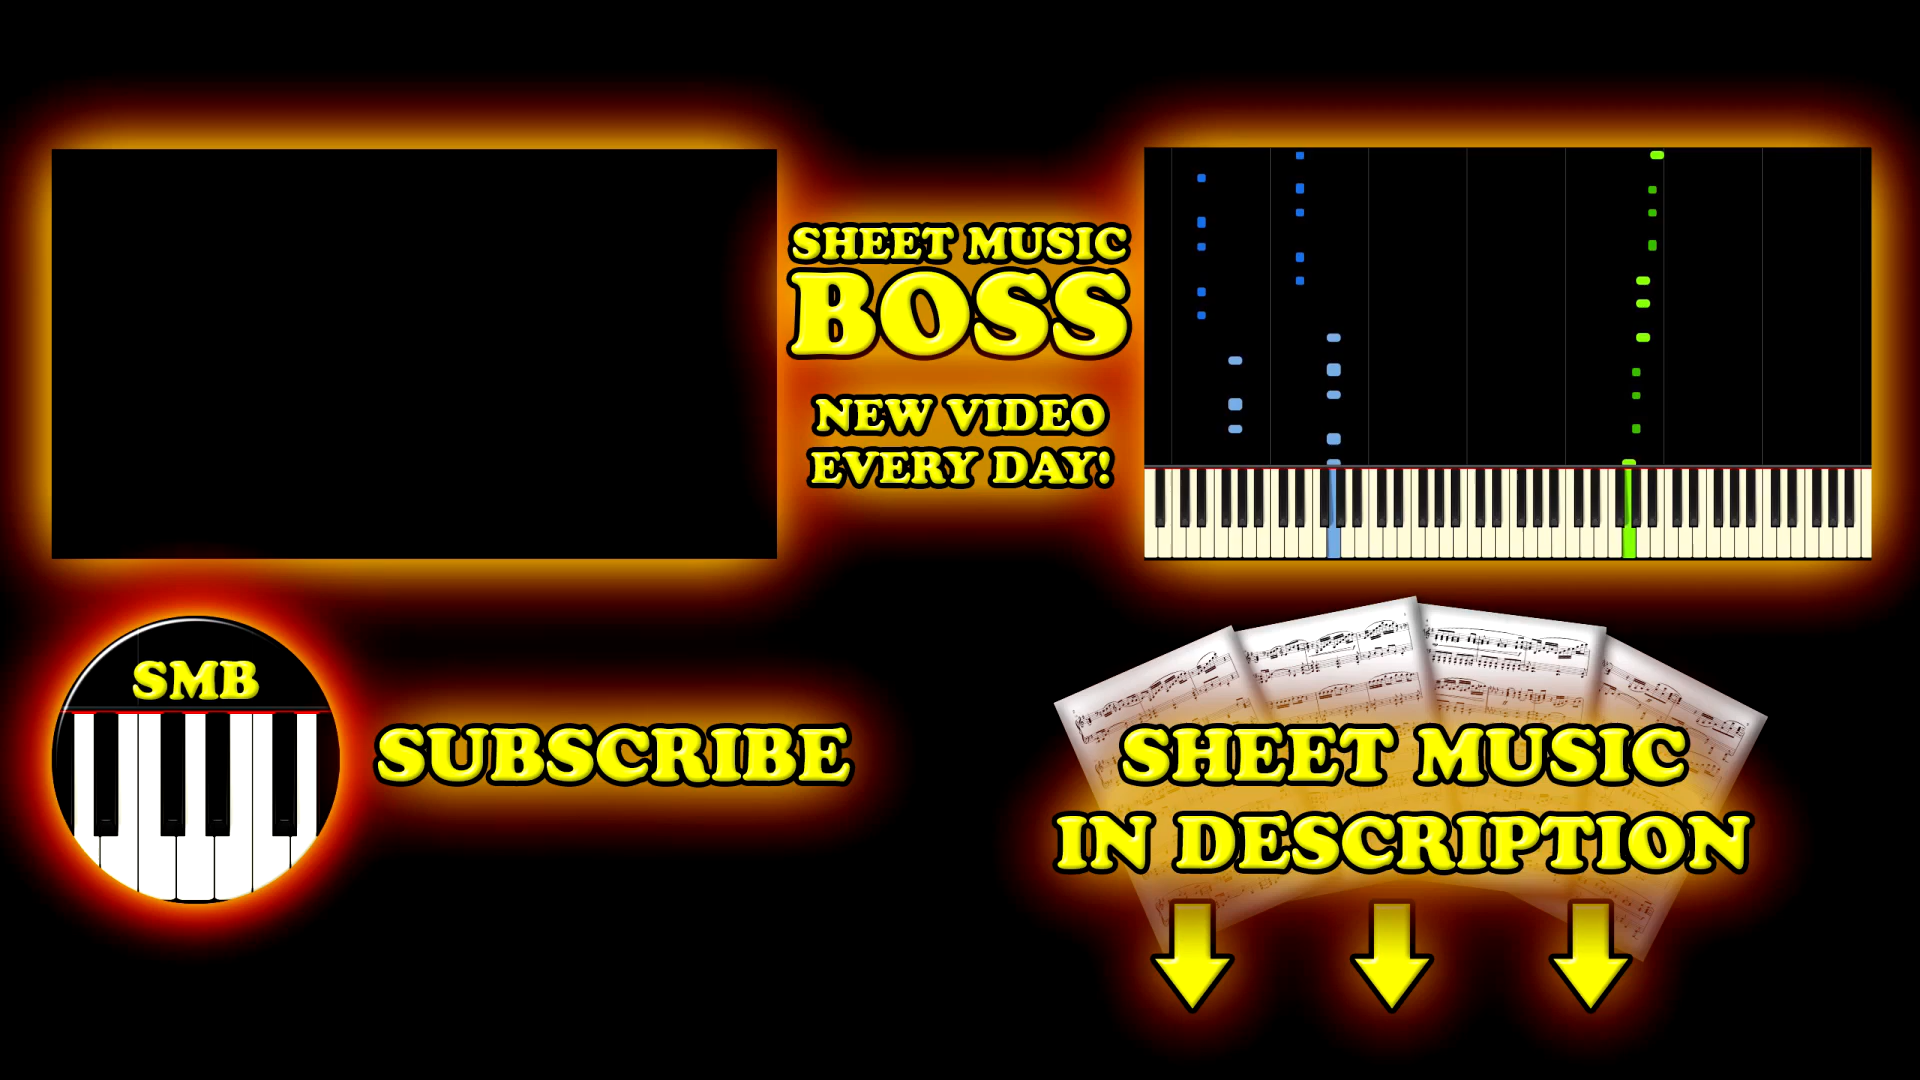 SHEET MUSIC
BOSS
NEW VIDEO
EVERY DAY!
SMB
SUBSCRIBE
SHEET MUSIC
IN DESCRIPTION